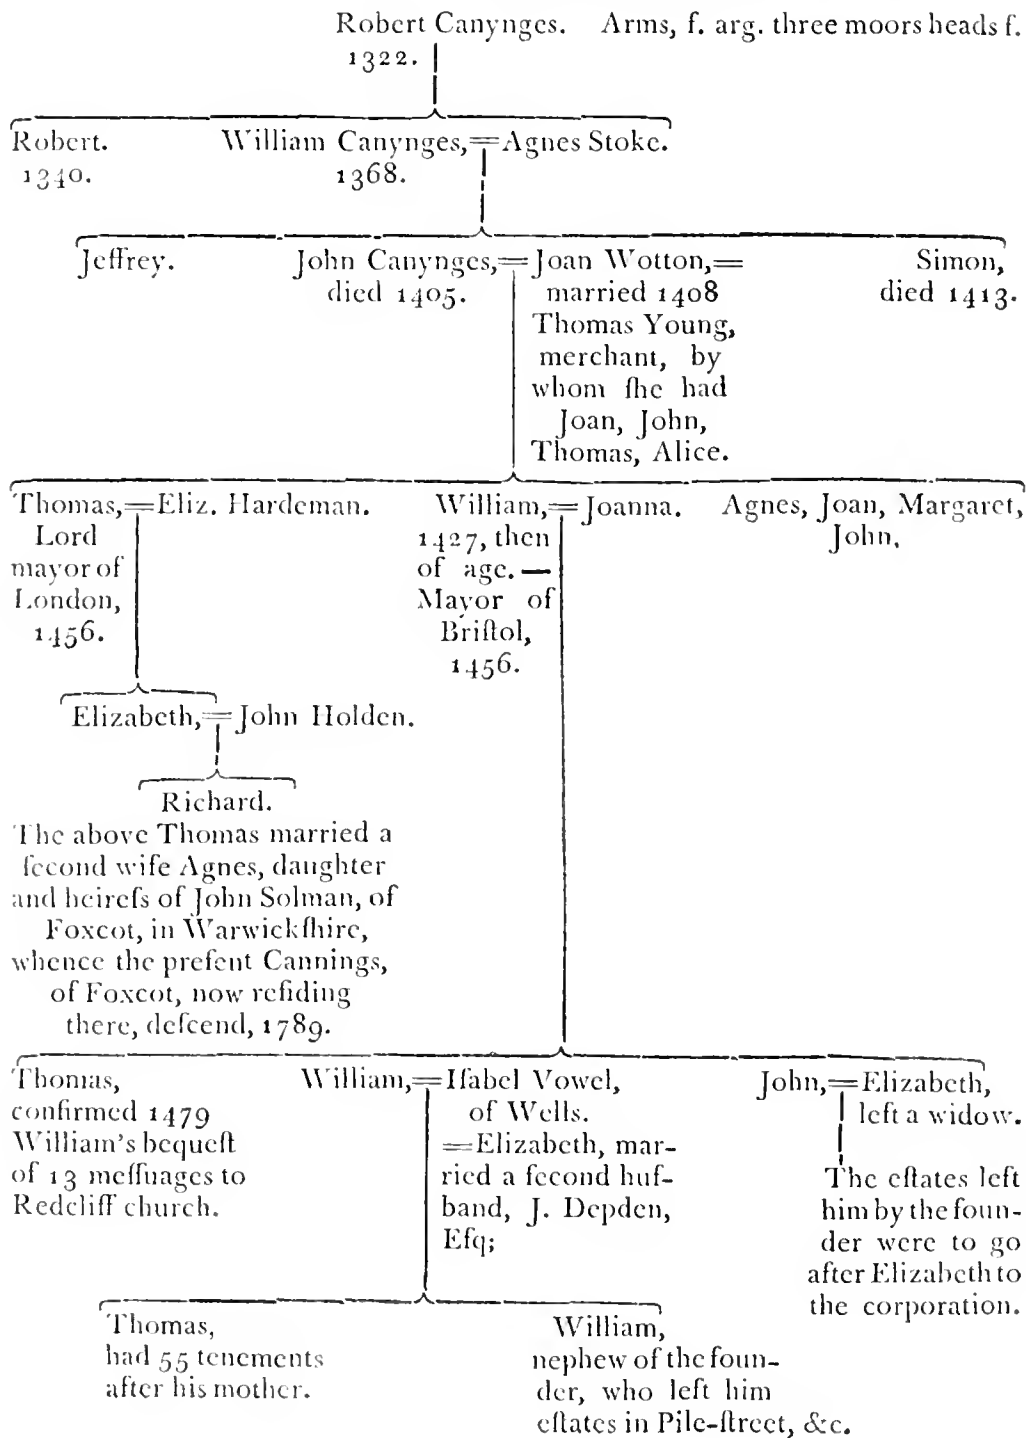 Robert Canynges. Arms, ſ. arg. three moors heads ſ.
1322.
Robert.
1340.
William Canynges,=Agnes Stoke.
1368.
Jeffrey.
John Canynges,=Joan Wotton,=
died 1405.
married 1408
Thomas Young,
merchant, by
whom ſhe had
Joan, John,
Thomas, Alice.
Simon,
died 1413.
Thomas,=Eliz. Hardeman.
Lord
mayor of
London,
1456.
William,=Joanna.
1427, then
of age.—
Mayor of
Briſtol,
1456.
Agnes, Joan, Margaret,
John.
Elizabeth,=John Holden.
Richard.
The above Thomas married a
ſecond wife Agnes, daughter
and heireſs of John Solman, of
Foxcot, in Warwickſhire,
whence the preſent Cannings,
of Foxcot, now reſiding
there, deſcend, 1789.
Thomas,
confirmed 1479
William's bequeſt
of 13 meſſuages to
Redcliff church.
William,=Iſabel Vowel,
of Wells.
=Elizabeth, mar-
ried a ſecond huſ-
band, J. Depden,
Eſq;
John,=Elizabeth,
left a widow.
The eſtates left
him by the foun-
der were to go
after Elizabeth to
the corporation.
Thomas,
had 55 tenements
after his mother.
William,
nephew of the foun-
der, who left him
eſtates in Pile-ſtreet, &c.